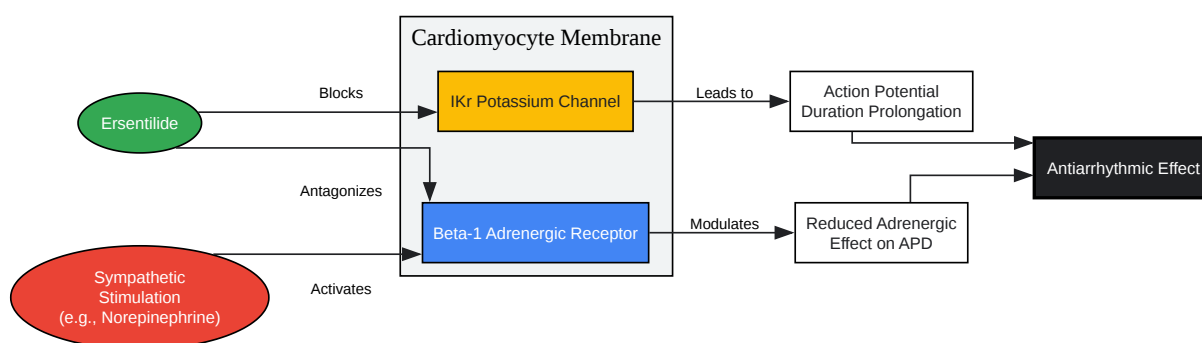 Cardiomyocyte Membrane
Blocks
IKr Potassium Channel
Leads to
Action Potential
Duration Prolongation
Ersentilide
Antiarrhythmic Effect
Antagonizes
Beta-1 Adrenergic Receptor
Modulates
Reduced Adrenergic
Effect on APD
Sympathetic
Stimulation
(e.g., Norepinephrine)
Activates